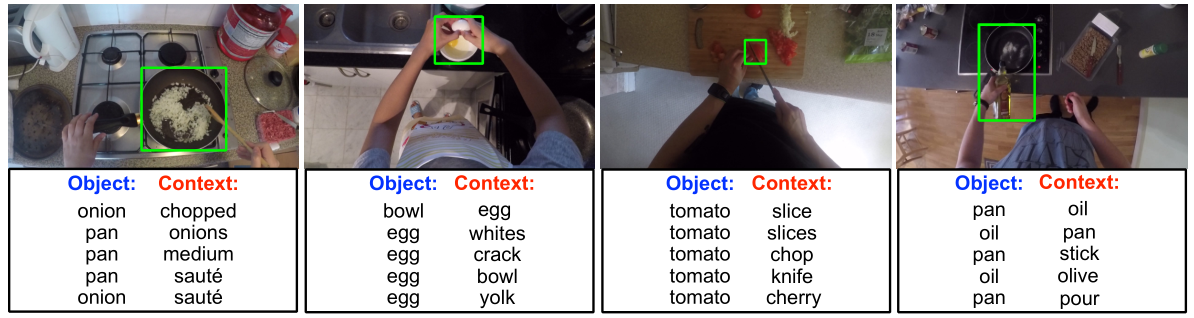 Object: Context:
onion chopped
pan onions
pan medium
pan sauté
onion sauté
Object: Context:
bowl egg
egg whites
egg crack
egg bowl
egg yolk
Object: Context:
tomato slice
tomato slices
tomato chop
tomato knife
tomato cherry
Object: Context:
pan oil
oil pan
pan stick
oil olive
pan pour